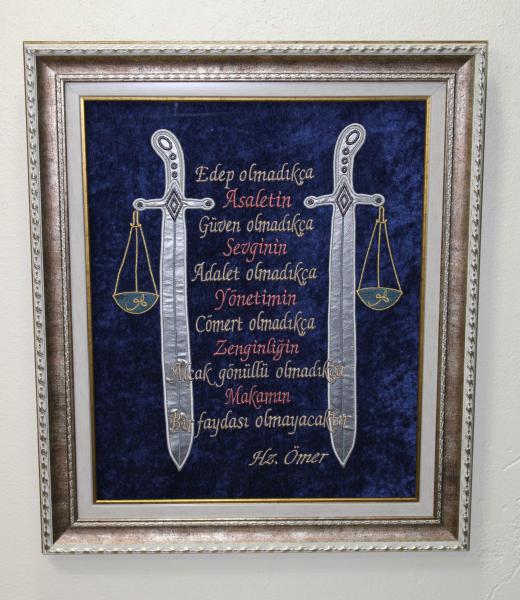 Edep olmadıkça
Asaletin
Güven olmadıkça
Sevginin
Adalet olmadıkça
Yönetimin
Cömert olmadıkça
Zenginliğin
Alçak gönüllü olmadıkça
Makamın
Bir faydası olmayacaktır
Hz. Ömer